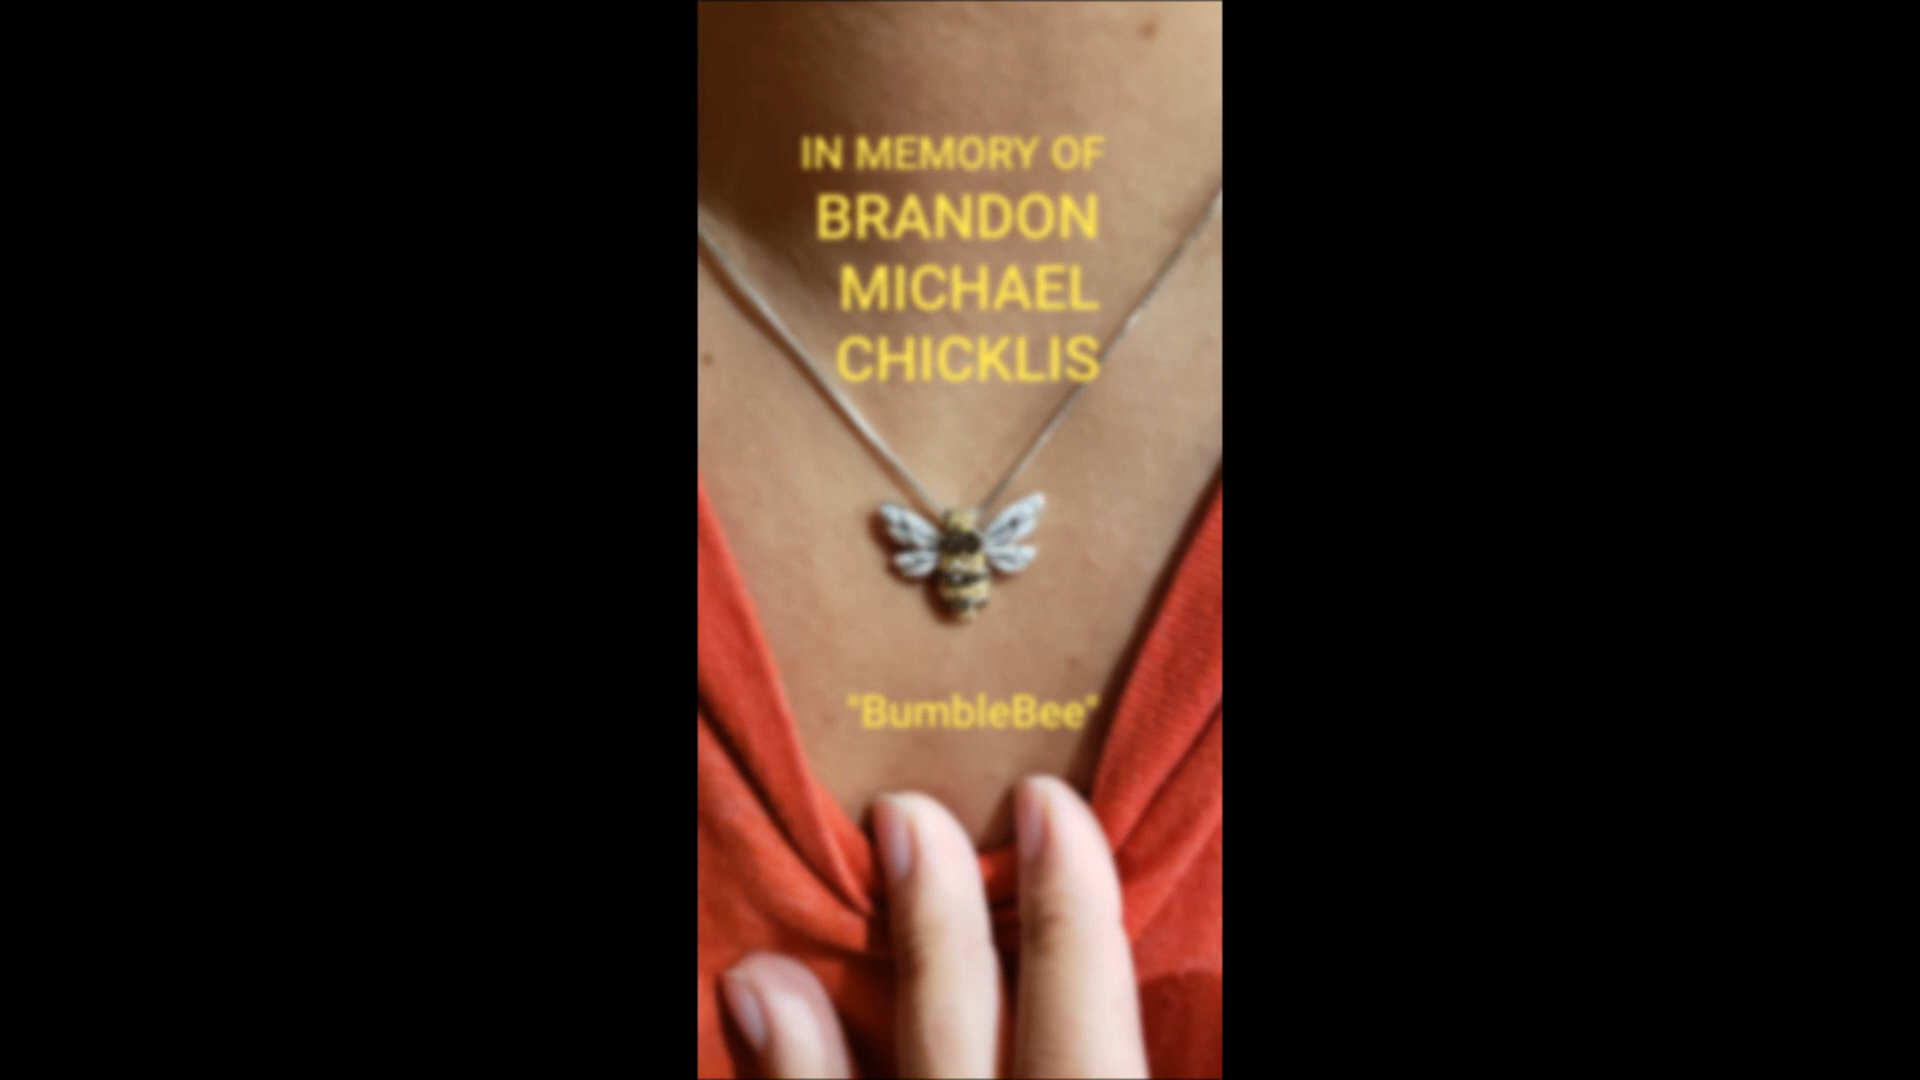 IN MEMORY OF
BRANDON
MICHAEL
CHICKLIS
"BumbleBee"